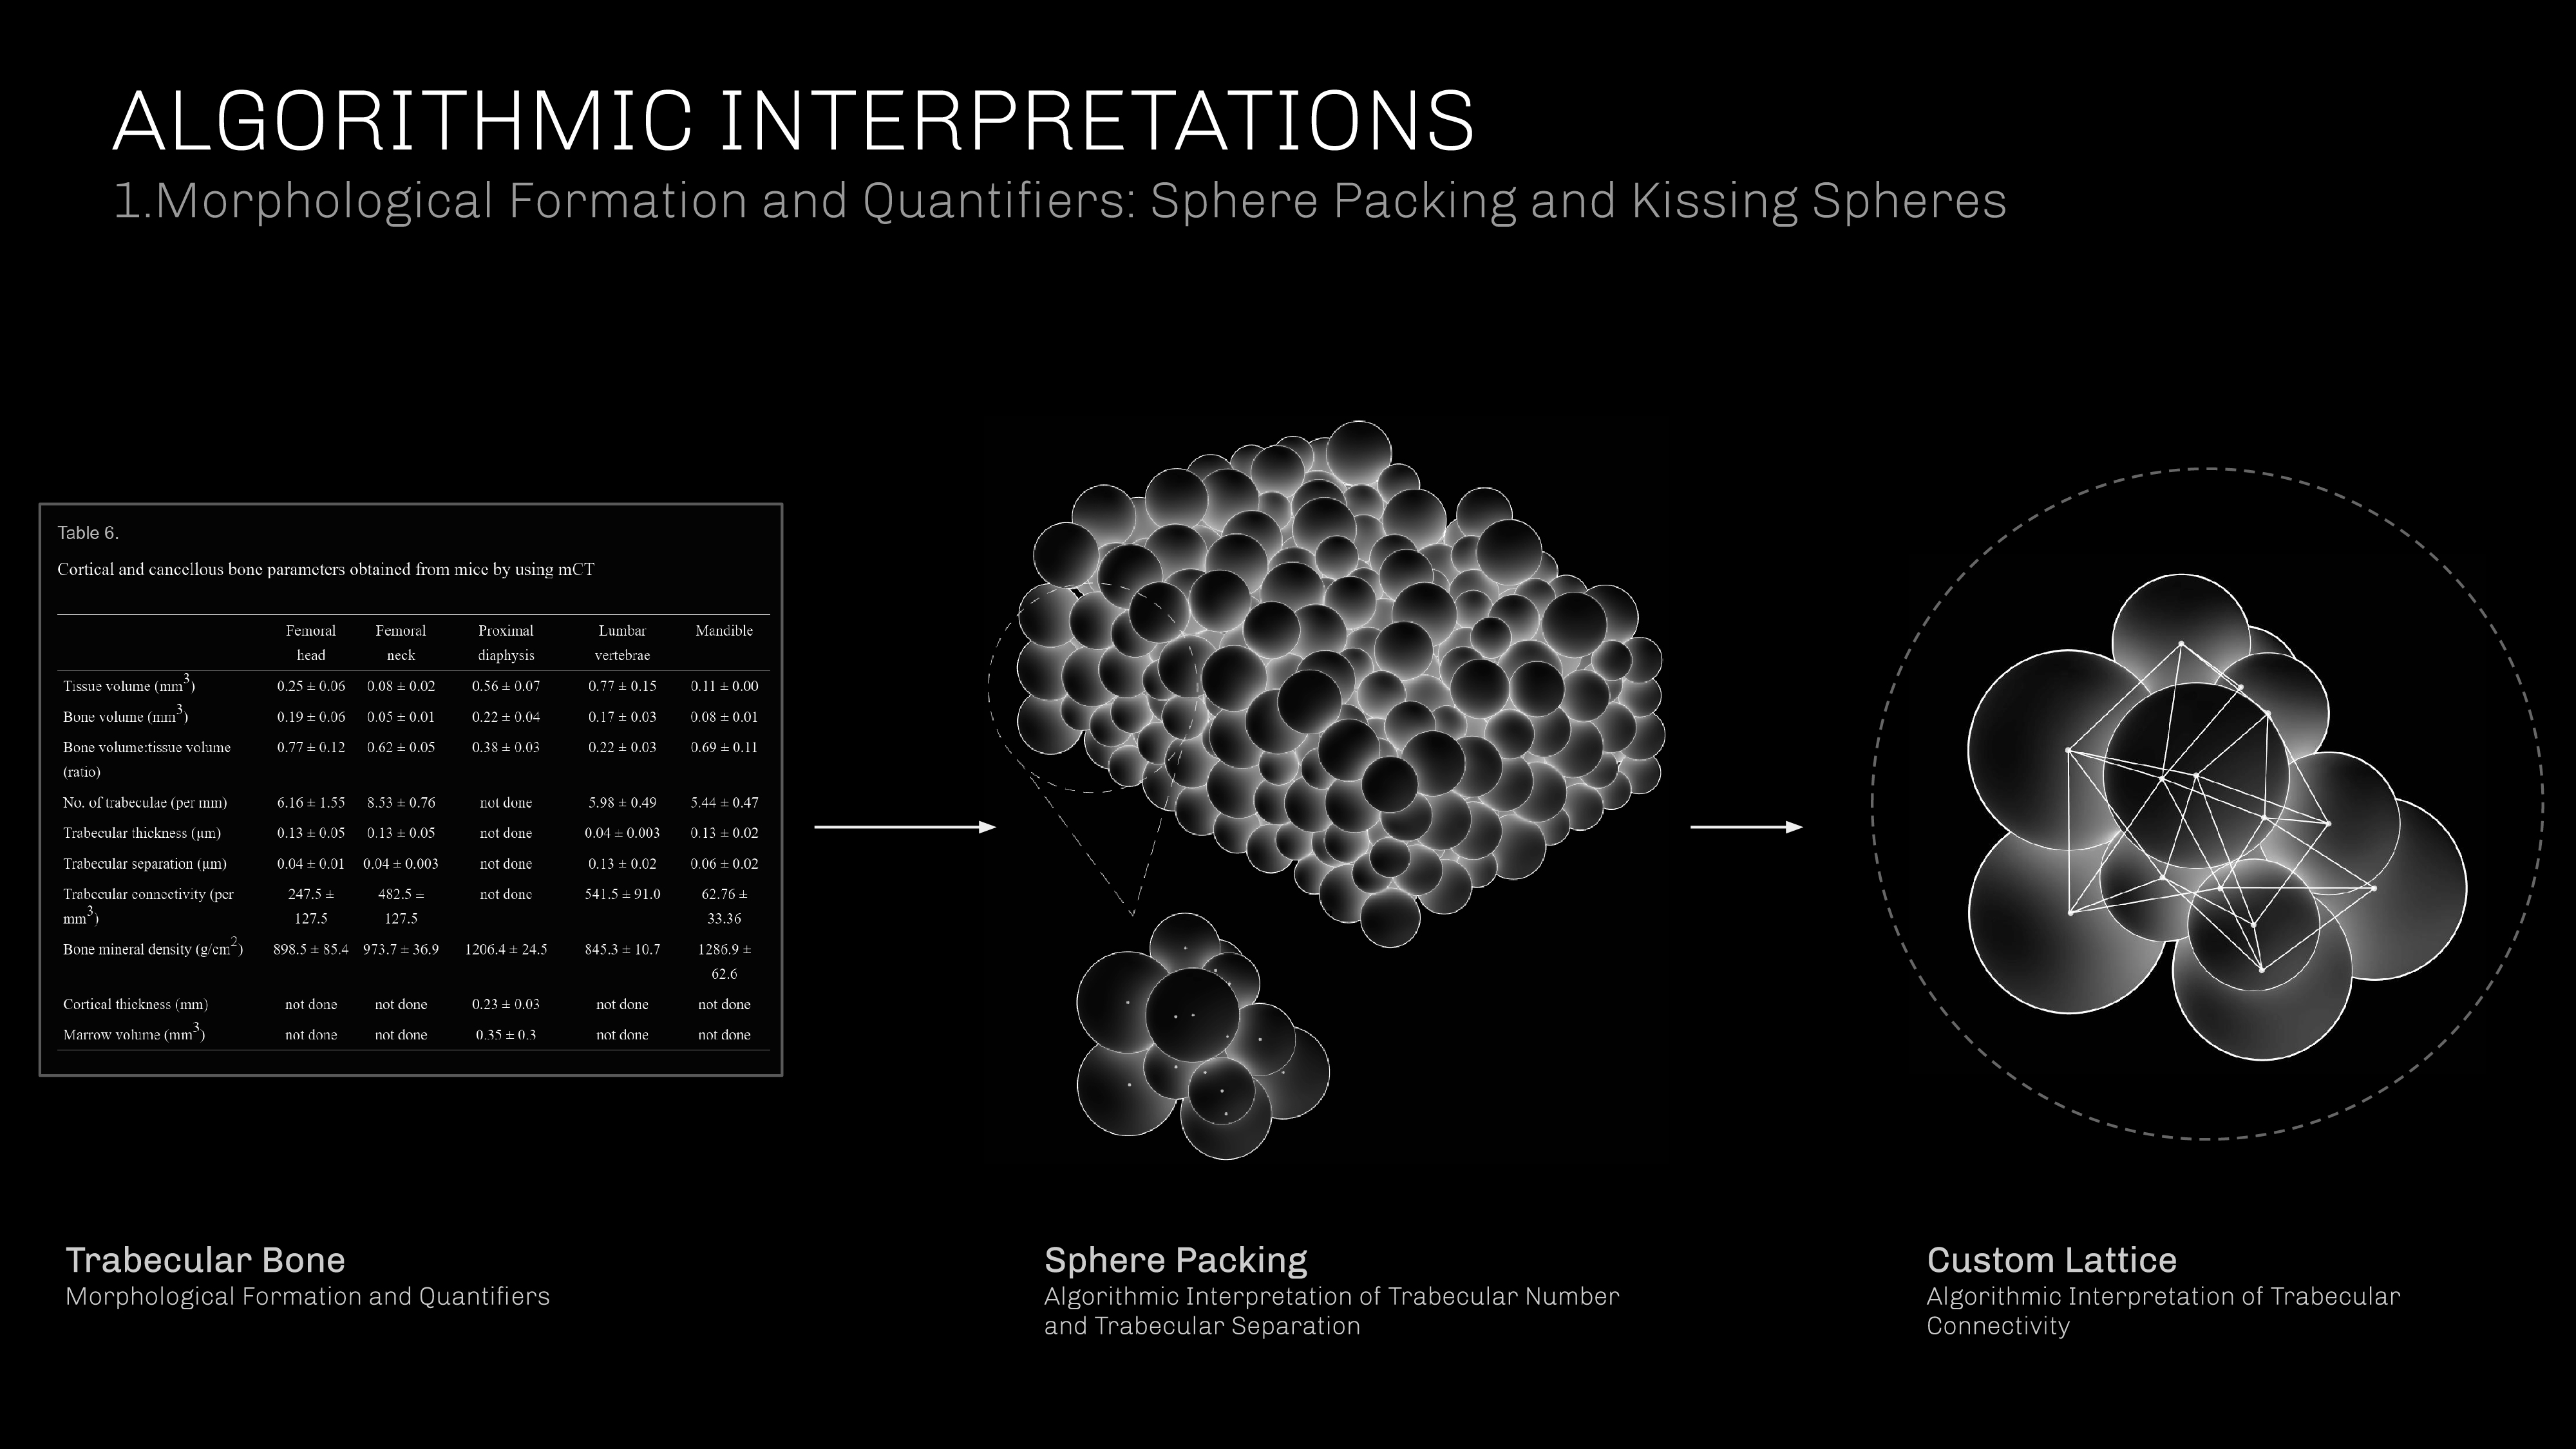 ALGORITHMIC INTERPRETATIONS
1.Morphological Formation and Quantifiers: Sphere Packing and Kissing Spheres
Table 6.
Cortical and cancellous bone parameters obtained from mice by using mCT
Femoral head Femoral neck Proximal diaphysis Lumbar vertebrae Mandible
Tissue volume (mm3) 0.25 ± 0.06 0.08 ± 0.02 0.56 ± 0.07 0.77 ± 0.15 0.11 ± 0.00
Bone volume (mm3) 0.19 ± 0.06 0.05 ± 0.01 0.22 ± 0.04 0.17 ± 0.03 0.08 ± 0.01
Bone volume:tissue volume (ratio) 0.77 ± 0.12 0.62 ± 0.05 0.38 ± 0.03 0.22 ± 0.03 0.69 ± 0.11
No. of trabeculae (per mm) 6.16 ± 1.55 8.53 ± 0.76 not done 5.98 ± 0.49 5.44 ± 0.47
Trabecular thickness (µm) 0.13 ± 0.05 0.13 ± 0.05 not done 0.04 ± 0.003 0.13 ± 0.02
Trabecular separation (µm) 0.04 ± 0.01 0.04 ± 0.003 not done 0.13 ± 0.02 0.06 ± 0.02
Trabecular connectivity (per mm3) 247.5 ± 127.5 482.5 = 127.5 not done 541.5 ± 91.0 62.76 ± 33.36
Bone mineral density (g/cm2) 898.5 ± 85.4 973.7 ± 36.9 1206.4 ± 24.5 845.3 ± 10.7 1286.9 ± 62.6
Cortical thickness (mm) not done not done 0.23 ± 0.03 not done not done
Marrow volume (mm3) not done not done 0.35 ± 0.3 not done not done
Trabecular Bone
Morphological Formation and Quantifiers
Sphere Packing
Algorithmic Interpretation of Trabecular Number
and Trabecular Separation
Custom Lattice
Algorithmic Interpretation of Trabecular
Connectivity